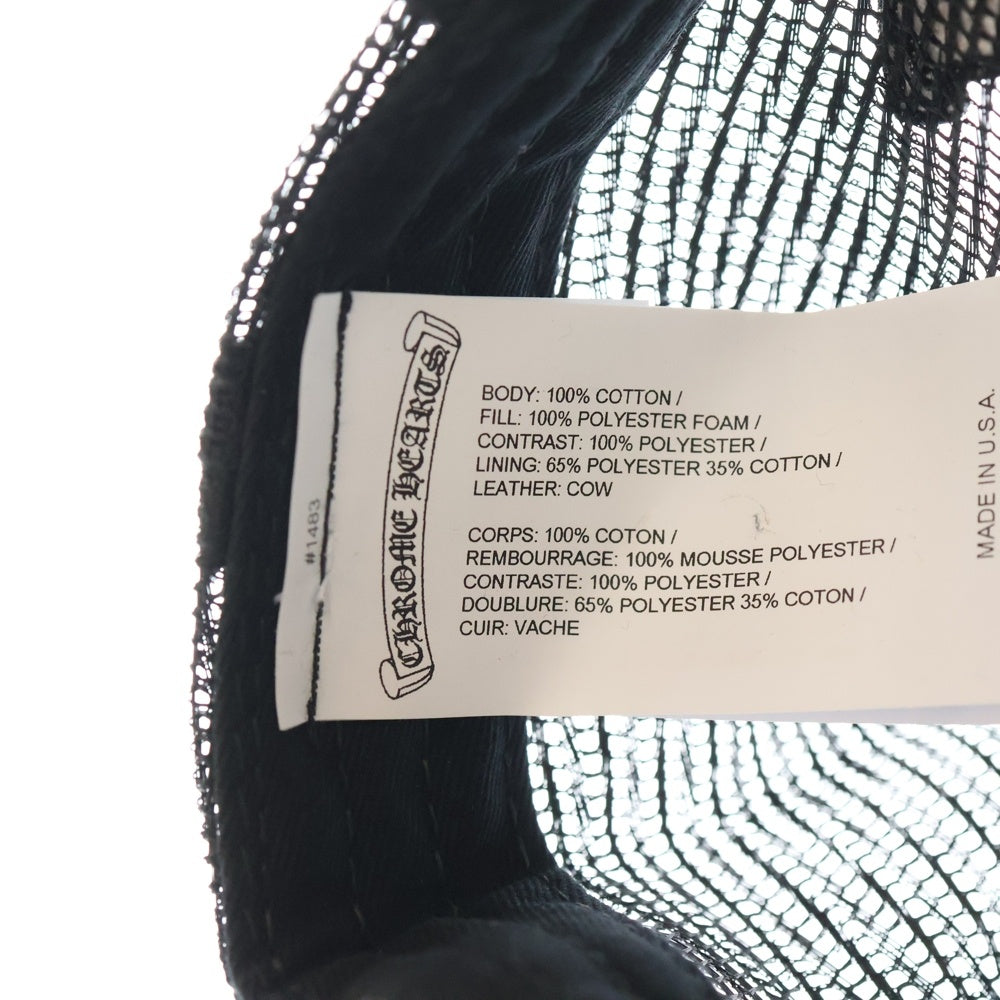 #1483
CHROME HEARTS
BODY: 100% COTTON /
FILL: 100% POLYESTER FOAM /
CONTRAST: 100% POLYESTER /
LINING: 65% POLYESTER 35% COTTON /
LEATHER: COW
CORPS: 100% COTON /
REMBOURRAGE: 100% MOUSSE POLYESTER /
CONTRASTE: 100% POLYESTER /
DOUBLURE: 65% POLYESTER 35% COTON /
CUIR: VACHE
MADE IN U.S.A.